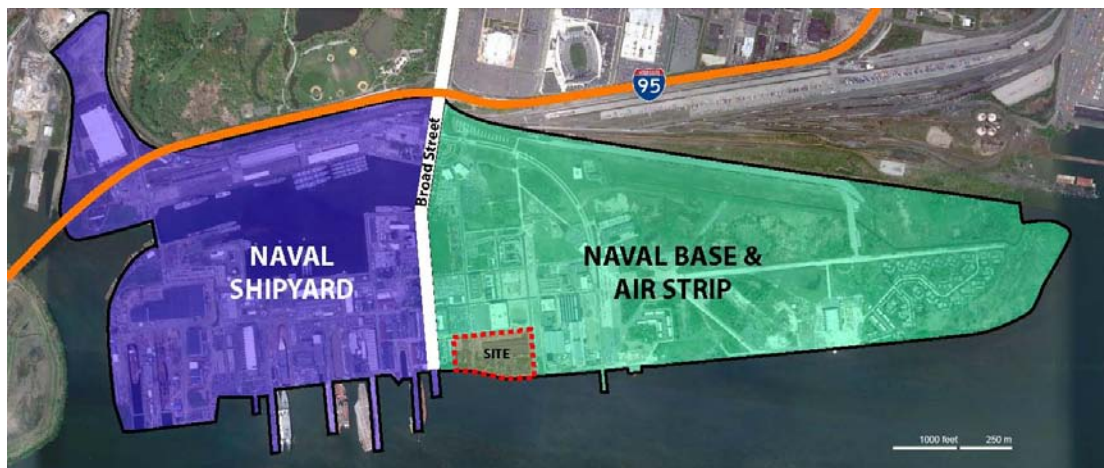 95
Broad Street
NAVAL
SHIPYARD
NAVAL BASE &
AIR STRIP
SITE
1000 feet
250 m